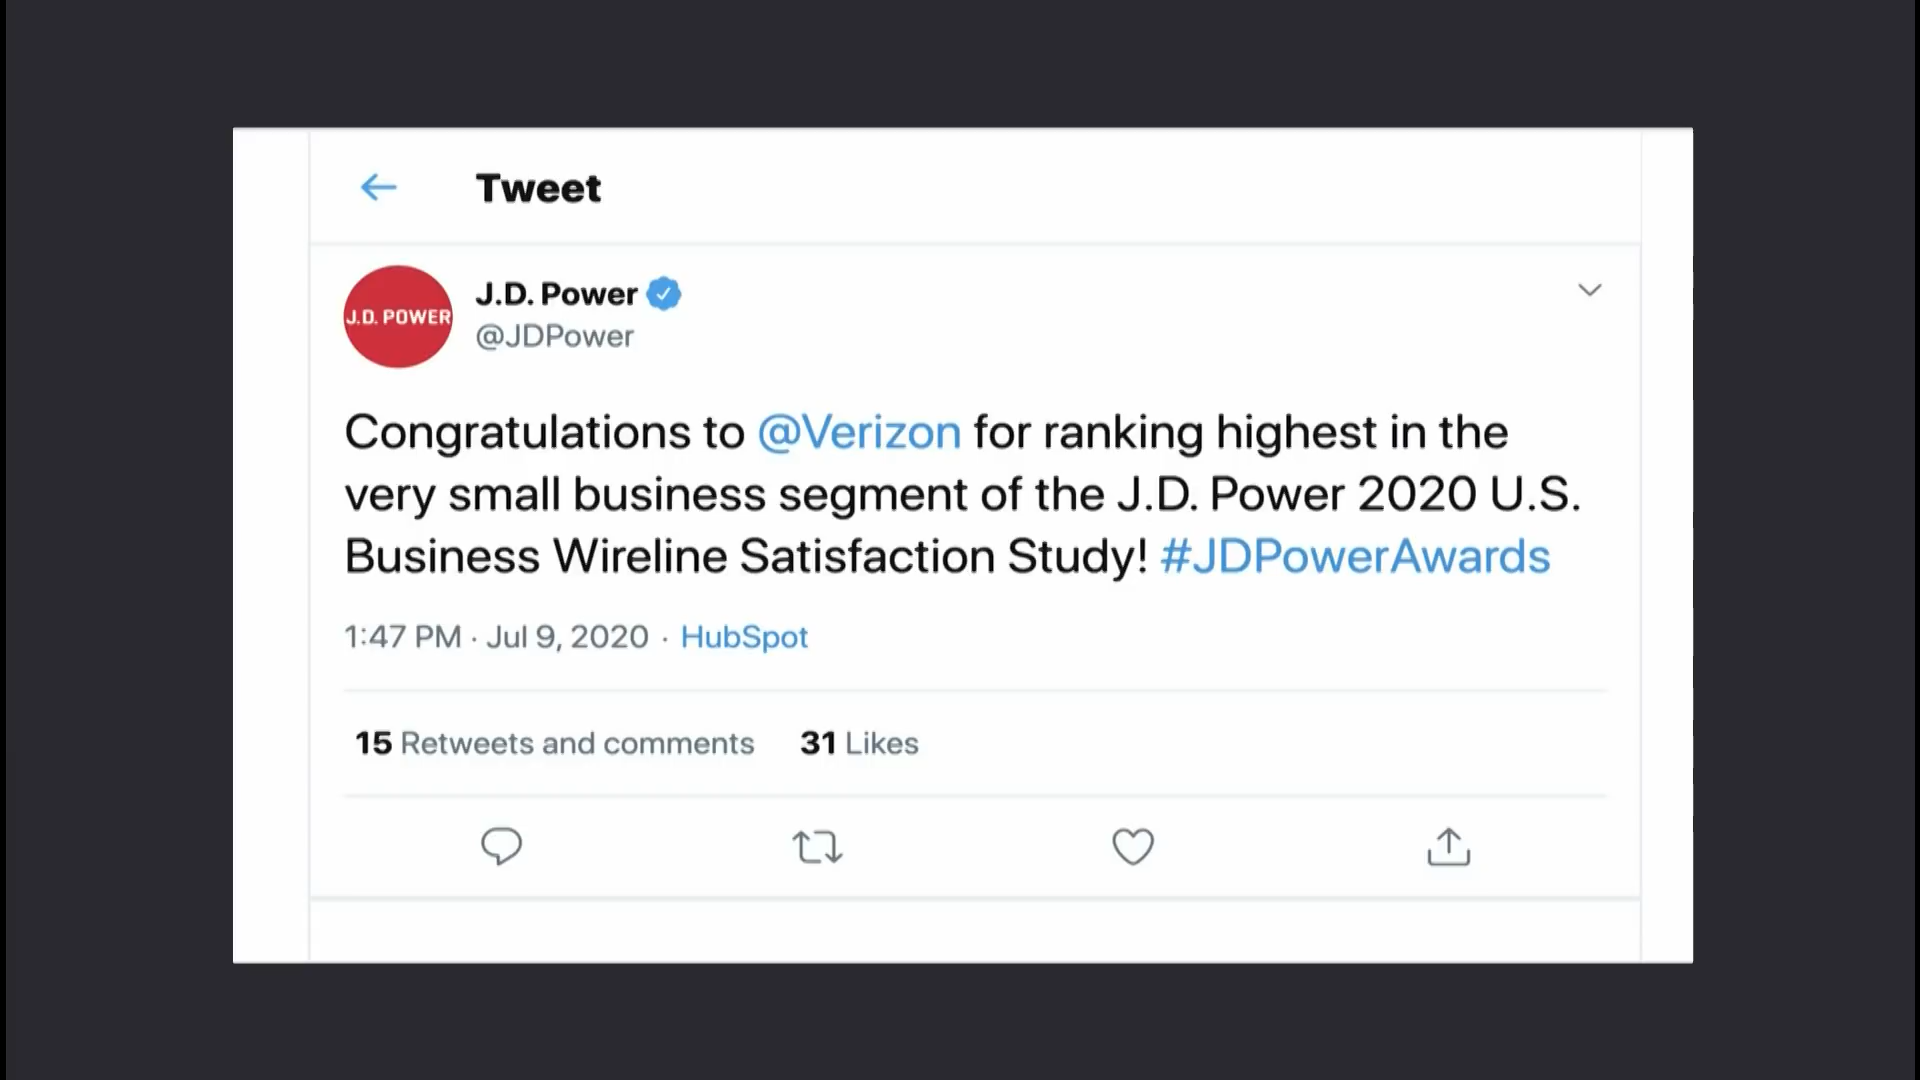 Tweet
J.D. POWER
J.D. Power
@JDPower
Congratulations to @Verizon for ranking highest in the
very small business segment of the J.D. Power 2020 U.S.
Business Wireline Satisfaction Study! #JDPowerAwards
1:47 PM · Jul 9, 2020 · HubSpot
15 Retweets and comments 31 Likes